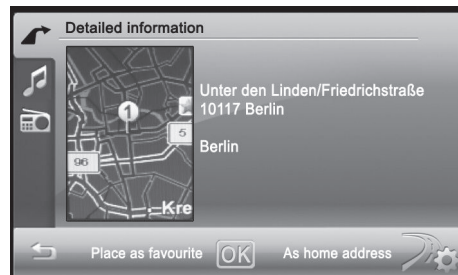 Detailed information
Unter den Linden/Friedrichstraße
10117 Berlin
Berlin
1
5
96
Kre
Place as favourite OK As home address